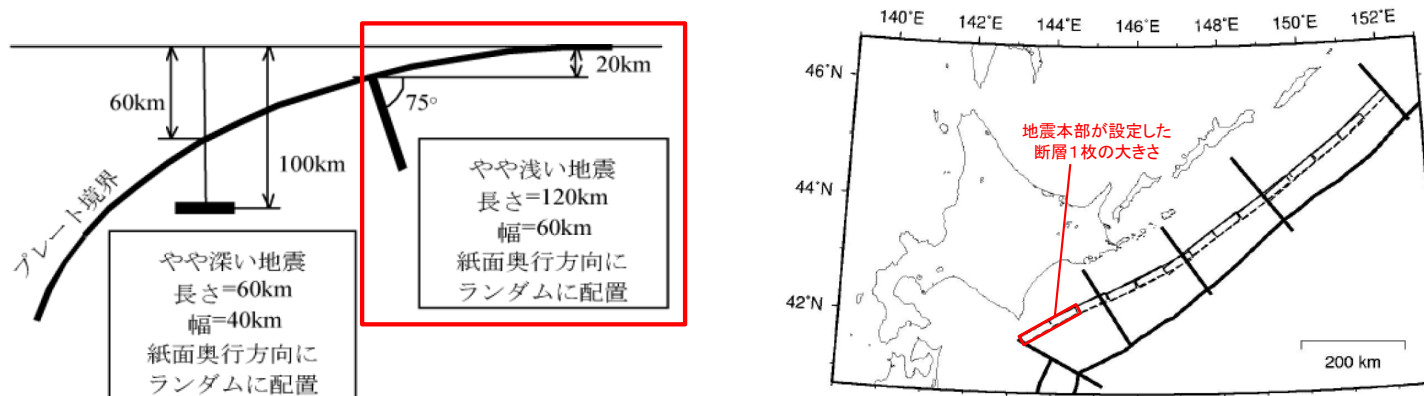 60km
100km
20km
75°
プレート境界
やや浅い地震
長さ=120km
幅=60km
紙面奥行方向に
ランダムに配置
やや深い地震
長さ=60km
幅=40km
紙面奥行方向に
ランダムに配置
140°E
142°E
144°E
146°E
148°E
150°E
152°E
46°N
44°N
42°N
地震本部が設定した
断層１枚の大きさ
200 km